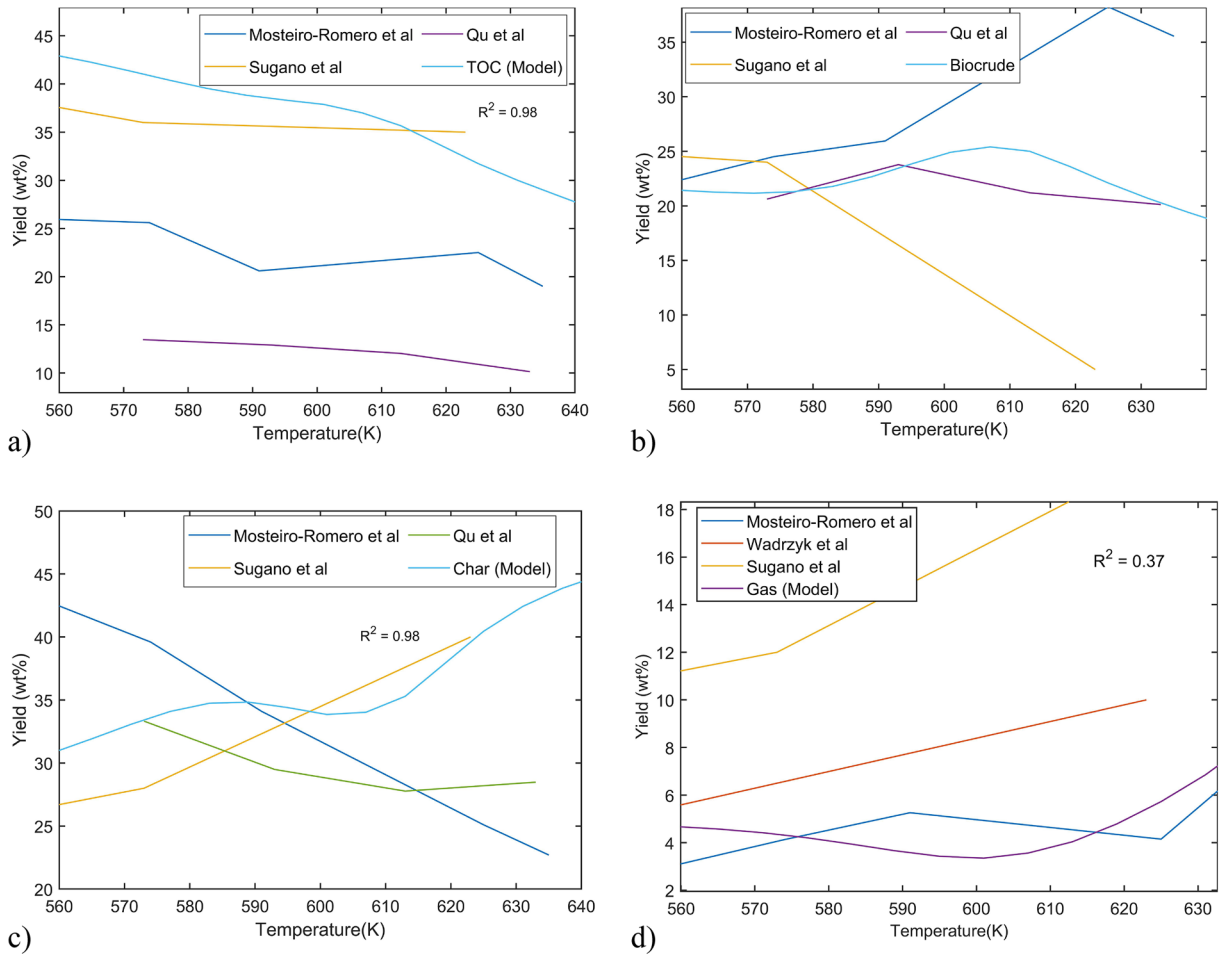 Mosteiro-Romero et al Qu et al
Sugano et al TOC (Model)
R2 = 0.98
45
40
35
30
25
20
15
10
Yield (wt%)
560 570 580 590 600 610 620 630 640
Temperature(K)
a)
Mosteiro-Romero et al Qu et al
Sugano et al Biocrude
35
30
25
20
15
10
5
Yield (wt%)
560 570 580 590 600 610 620 630
Temperature(K)
b)
Mosteiro-Romero et al Qu et al
Sugano et al Char (Model)
R2 = 0.98
50
45
40
35
30
25
20
Yield (wt%)
560 570 580 590 600 610 620 630 640
Temperature(K)
c)
Mosteiro-Romero et al
Wadrzyk et al
Sugano et al
Gas (Model)
R2 = 0.37
18
16
14
12
10
8
6
4
2
Yield (wt%)
560 570 580 590 600 610 620 630
Temperature(K)
d)